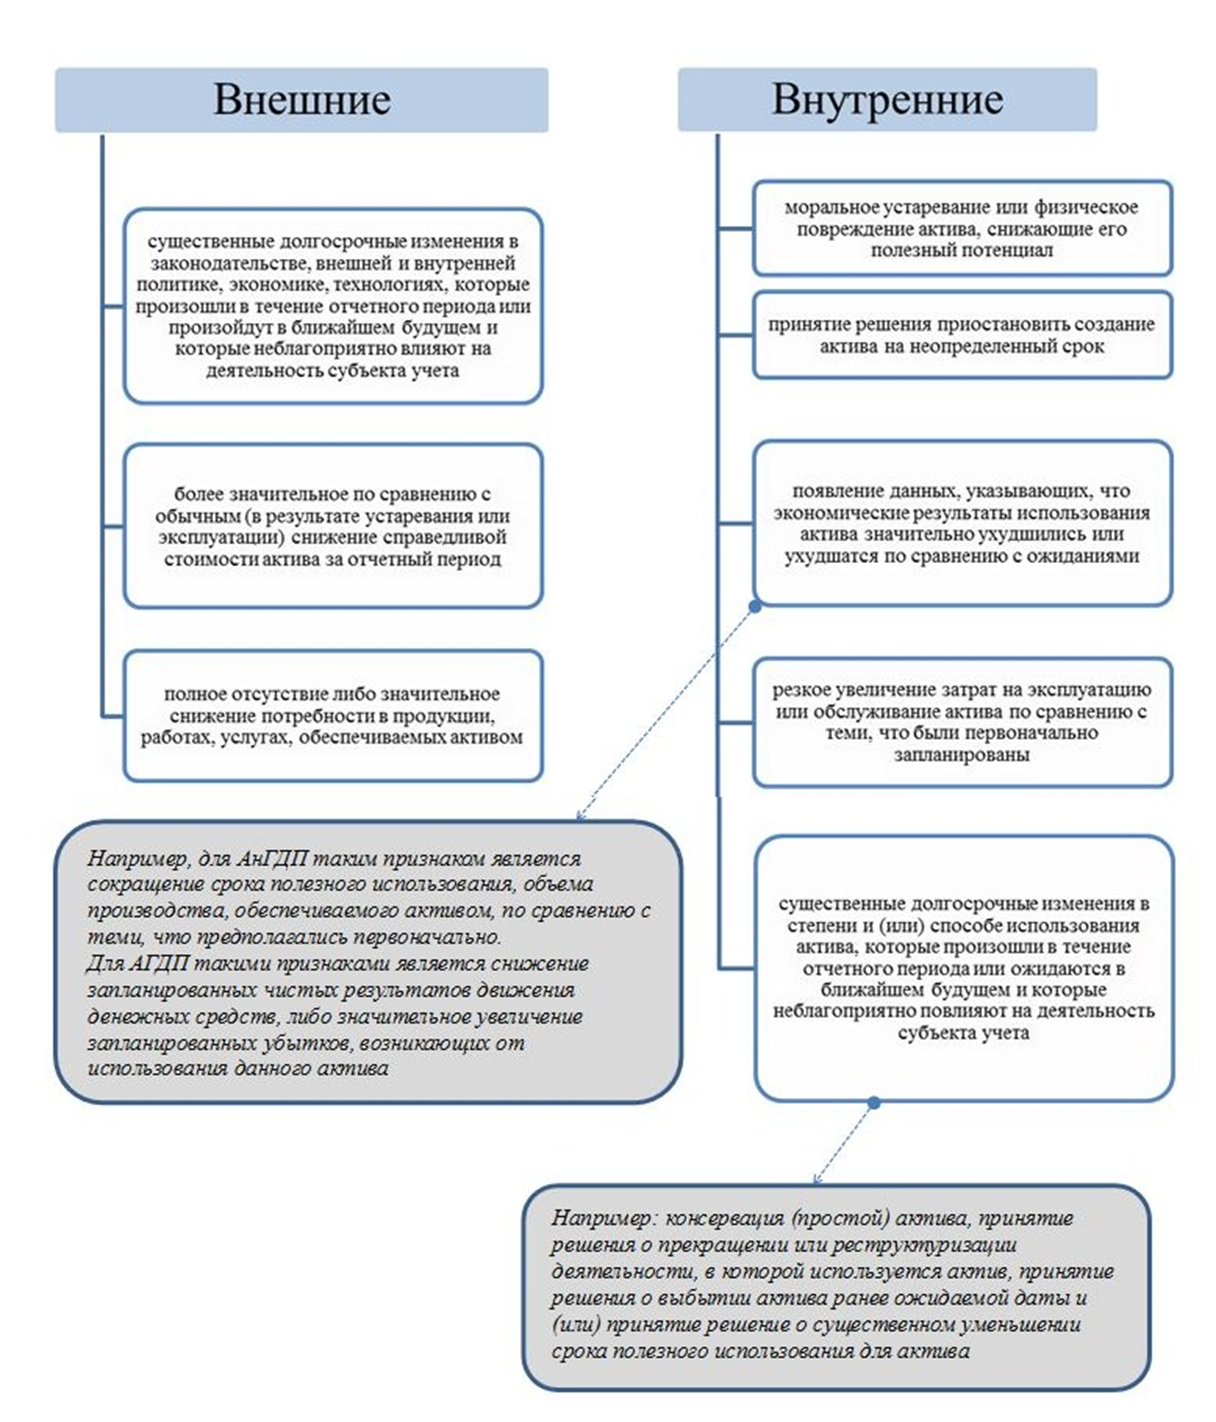 Внешние
существенные долгосрочные изменения в
законодательстве, внешней и внутренней
политике, экономике, технологиях, которые
произошли в течение отчетного периода или
произойдут в ближайшем будущем и
которые неблагоприятно влияют на
деятельность субъекта учета
более значительное по сравнению с
обычным (в результате устаревания или
эксплуатации) снижение справедливой
стоимости актива за отчетный период
полное отсутствие либо значительное
снижение потребности в продукции,
работах, услугах, обеспечиваемых активом
Внутренние
моральное устаревание или физическое
повреждение актива, снижающие его
полезный потенциал
принятие решения приостановить создание
актива на неопределенный срок
появление данных, указывающих, что
экономические результаты использования
актива значительно ухудшились или
ухудшатся по сравнению с ожиданиями
резкое увеличение затрат на эксплуатацию
или обслуживание актива по сравнению с
теми, что были первоначально
запланированы
существенные долгосрочные изменения в
степени и (или) способе использования
актива, которые произошли в течение
отчетного периода или ожидаются в
ближайшем будущем и которые
неблагоприятно повлияют на деятельность
субъекта учета
Например, для АнГДП таким признаком является
сокращение срока полезного использования, объема
производства, обеспечиваемого активом, по сравнению с
теми, что предполагались первоначально.
Для АГДП такими признаками является снижение
запланированных чистых результатов движения
денежных средств, либо значительное увеличение
запланированных убытков, возникающих от
использования данного актива
Например: консервация (простой) актива, принятие
решения о прекращении или реструктуризации
деятельности, в которой используется актив, принятие
решения о выбытии актива ранее ожидаемой даты и
(или) принятие решение о существенном уменьшении
срока полезного использования для актива